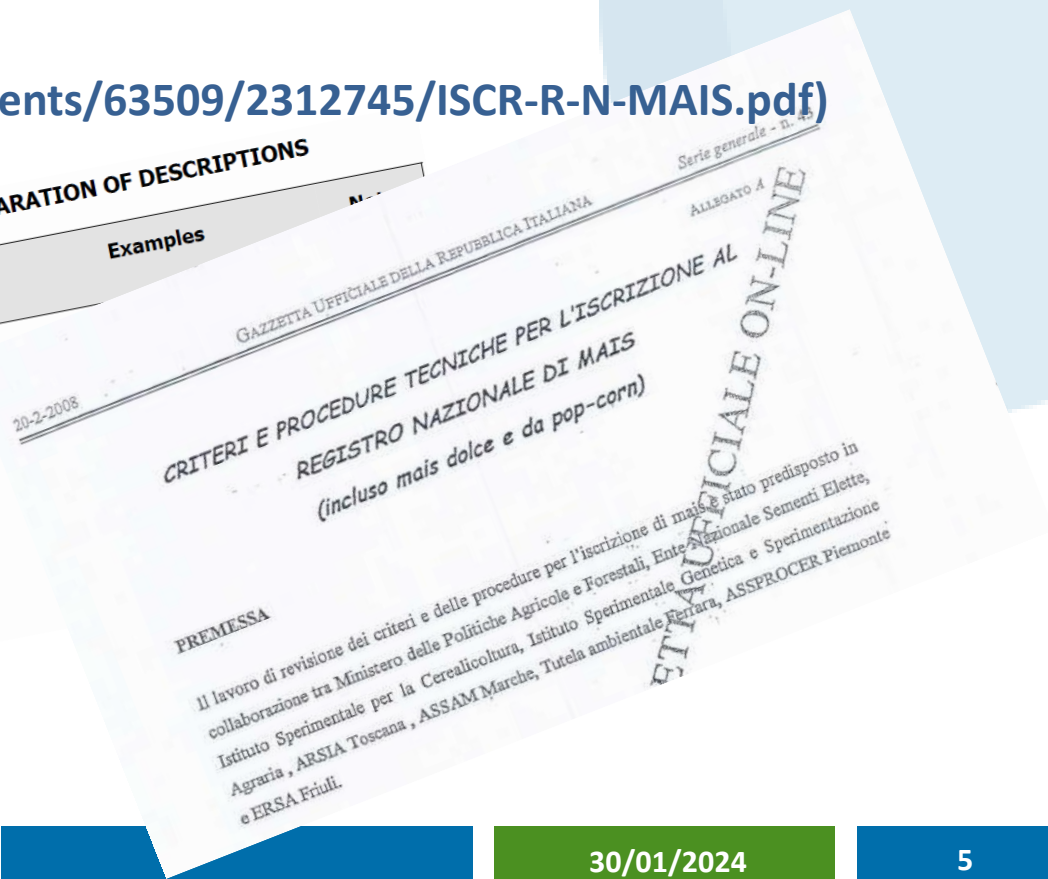 ents/63509/2312745/ISCR-R-N-MAIS.pdf)
ARATION OF DESCRIPTIONS
Examples
20-2-2008
GAZZETTA UFFICIALE DELLA REPUBBLICA ITALIANA
Serie generale - n. 43
ALLEGATO A
CRITERI E PROCEDURE TECNICHE PER L'ISCRIZIONE AL
REGISTRO NAZIONALE DI MAIS
(incluso mais dolce e da pop-corn)
PREMESSA
Il lavoro di revisione dei criteri e delle procedure per l'iscrizione di mais è stato predisposto in
collaborazione tra Ministero delle Politiche Agricole e Forestali, Ente Nazionale Sementi Elette,
Istituto Sperimentale per la Cerealicoltura, Istituto Sperimentale Genetica e Sperimentazione
Agraria , ARSIA Toscana , ASSAM Marche, Tutela ambientale Ferrara, ASSPROCER Piemonte
e ERSA Friuli.
UFFICIALE ON-LINE
30/01/2024
5